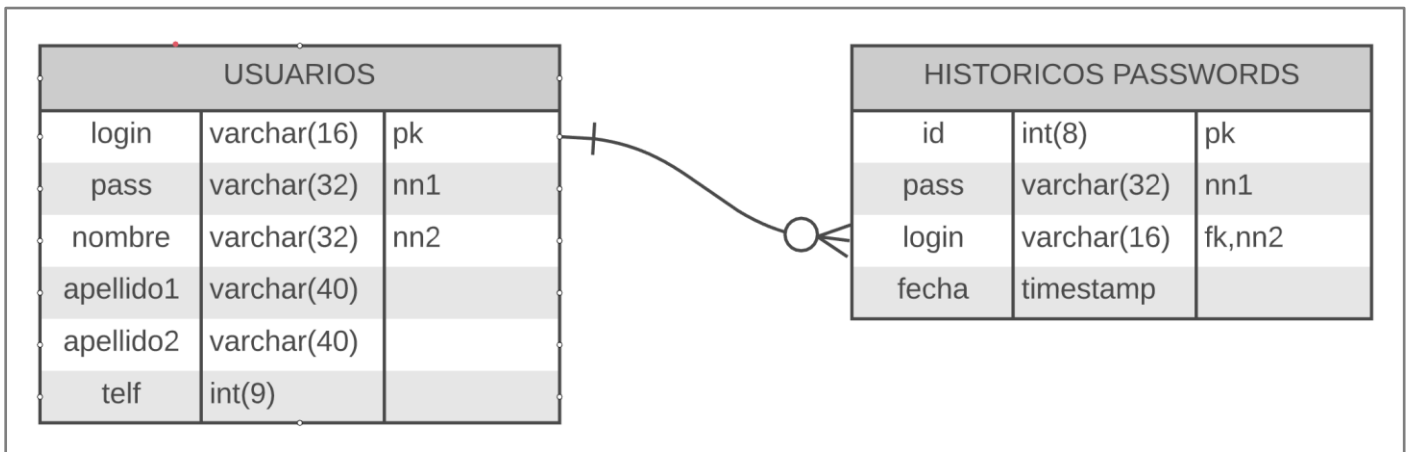 USUARIOS
login varchar(16) pk
pass varchar(32) nn1
nombre varchar(32) nn2
apellido1 varchar(40)
apellido2 varchar(40)
telf int(9)
HISTORICOS PASSWORDS
id int(8) pk
pass varchar(32) nn1
login varchar(16) fk,nn2
fecha timestamp